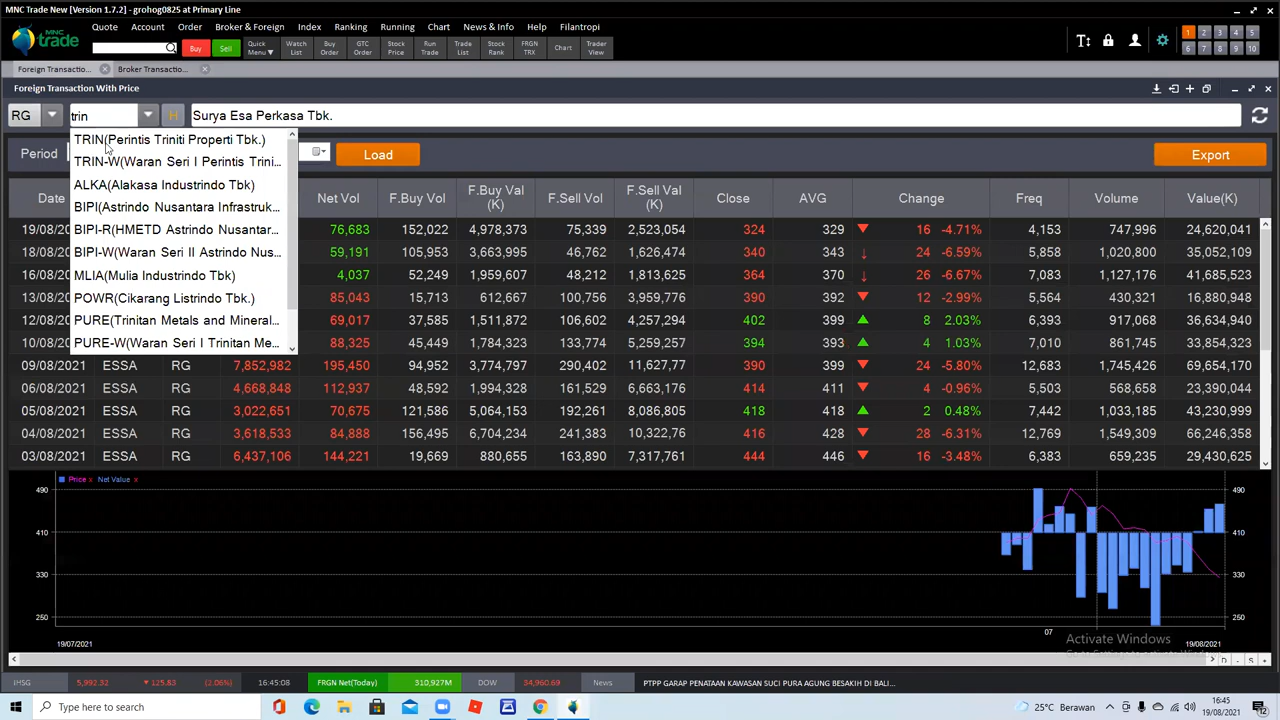 MNC Trade New [Version 1.7.2] - grohog0825 at Primary Line
Quote Account Order Broker & Foreign Index Ranking Running Chart News & Info Help Filantropi
MNC trade
Buy Sell Quick Menu Watch List Buy Order GTC Order Stock Price Run Trade Trade List Stock Rank FRGN TRX Chart Trader View
1 2 3 4 5
6 7 8 9 10
Foreign Transactio... Broker Transactio...
Foreign Transaction With Price
RG trin H Surya Esa Perkasa Tbk.
TRIN(Perintis Triniti Properti Tbk.)
TRIN-W(Waran Seri I Perintis Trini...
ALKA(Alakasa Industrindo Tbk)
BIPI(Astrindo Nusantara Infrastruk...
BIPI-R(HMETD Astrindo Nusantar...
BIPI-W(Waran Seri II Astrindo Nus...
MLIA(Mulia Industrindo Tbk)
POWR(Cikarang Listrindo Tbk.)
PURE(Trinitan Metals and Mineral...
PURE-W(Waran Seri I Trinitan Me...
Period Load Export
Date Net Vol F.Buy Vol F.Buy Val (K) F.Sell Vol F.Sell Val (K) Close AVG Change Freq Volume Value(K)
19/08/20 76,683 152,022 4,978,373 75,339 2,523,054 324 329 16 -4.71% 4,153 747,996 24,620,041
18/08/20 59,191 105,953 3,663,995 46,762 1,626,474 340 343 24 -6.59% 6,552 1,020,800 35,052,109
16/08/20 4,037 52,249 1,959,607 48,212 1,813,625 364 370 26 -6.67% 7,083 1,127,176 41,685,523
13/08/20 85,043 15,713 612,667 100,756 3,959,776 390 392 12 -2.99% 5,564 430,321 16,880,948
12/08/20 69,017 37,585 1,511,872 106,602 4,257,294 402 399 8 2.03% 6,393 917,068 36,634,940
10/08/20 88,325 45,449 1,784,782 133,774 5,259,257 394 393 4 1.03% 7,010 861,745 33,854,323
09/08/2021 ESSA RG 7,852,982 195,450 94,952 3,774,797 290,402 11,627,77 390 399 24 -5.80% 12,683 1,745,426 69,654,170
06/08/2021 ESSA RG 4,668,848 112,937 48,592 1,994,328 161,529 6,663,176 414 411 4 -0.96% 5,503 568,658 23,390,044
05/08/2021 ESSA RG 3,022,651 70,675 121,586 5,064,153 192,261 8,086,805 418 418 2 0.48% 7,442 1,033,185 43,230,999
04/08/2021 ESSA RG 3,618,533 84,888 156,495 6,704,234 241,383 10,322,76 416 428 28 -6.31% 12,769 1,549,309 66,246,358
03/08/2021 ESSA RG 6,437,106 144,221 19,669 880,655 163,890 7,317,761 444 446 16 -3.48% 6,383 659,235 29,430,625
Price x Net Value x
490 490
410 410
330 330
250 250
07
19/07/2021 19/08/2021
Activate Windows
D - S
IHSG 5,992.32 125.83 (2.06%) 16:45:08 FRGN Net(Today) 310,927M DOW 34,960.69 News PTPP GARAP PENATAAN KAWASAN SUCI PURA AGUNG BESAKIH DI BALI...
Type here to search 25°C Berawan 16:45
19/08/2021 12